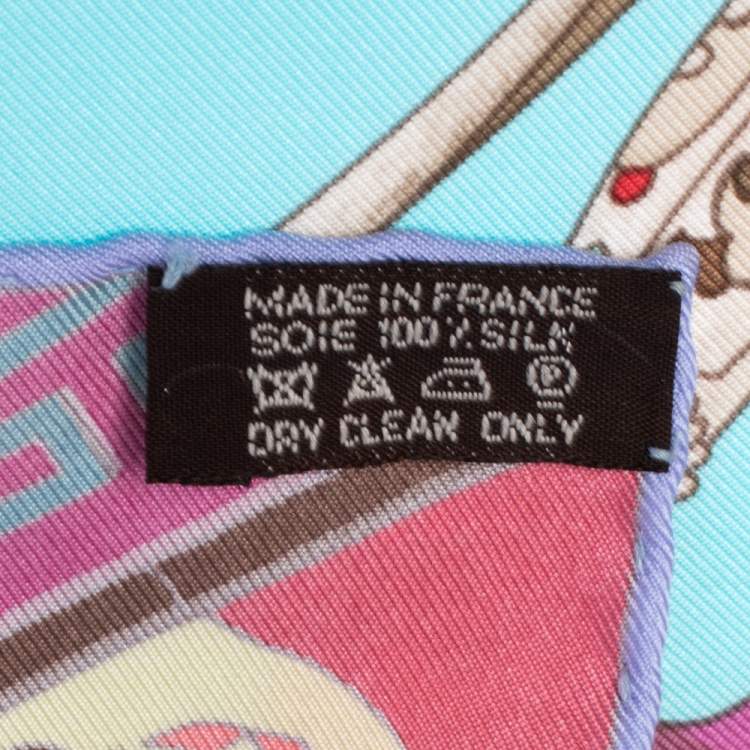 MADE IN FRANCE
SOIE 100% SILK
P
DRY CLEAN ONLY